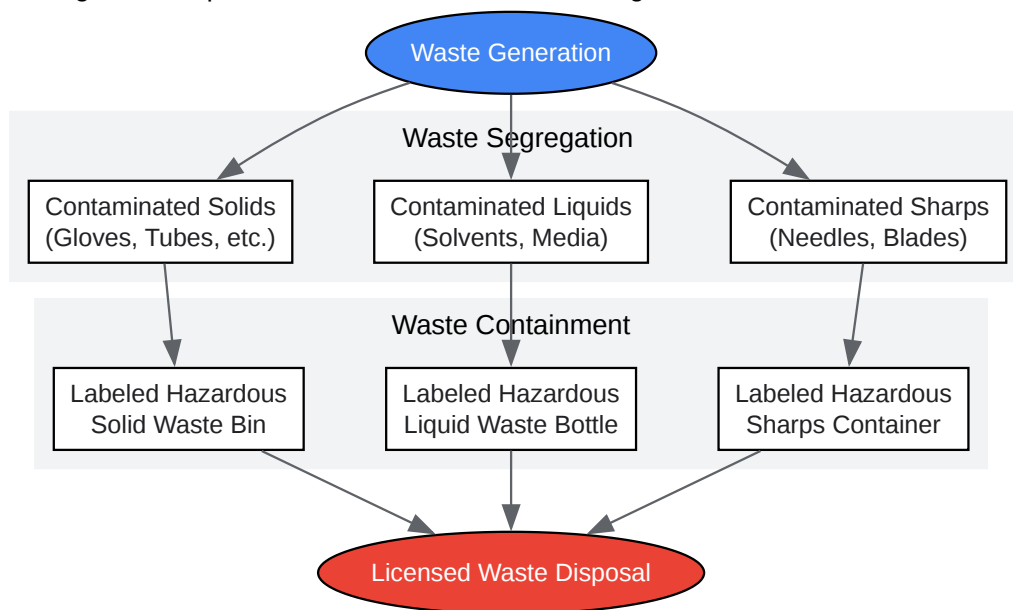 Waste Generation
Waste Segregation
Contaminated Solids
(Gloves, Tubes, etc.)
Contaminated Liquids
(Solvents, Media)
Contaminated Sharps
(Needles, Blades)
Waste Containment
Labeled Hazardous
Solid Waste Bin
Labeled Hazardous
Liquid Waste Bottle
Labeled Hazardous
Sharps Container
Licensed Waste Disposal